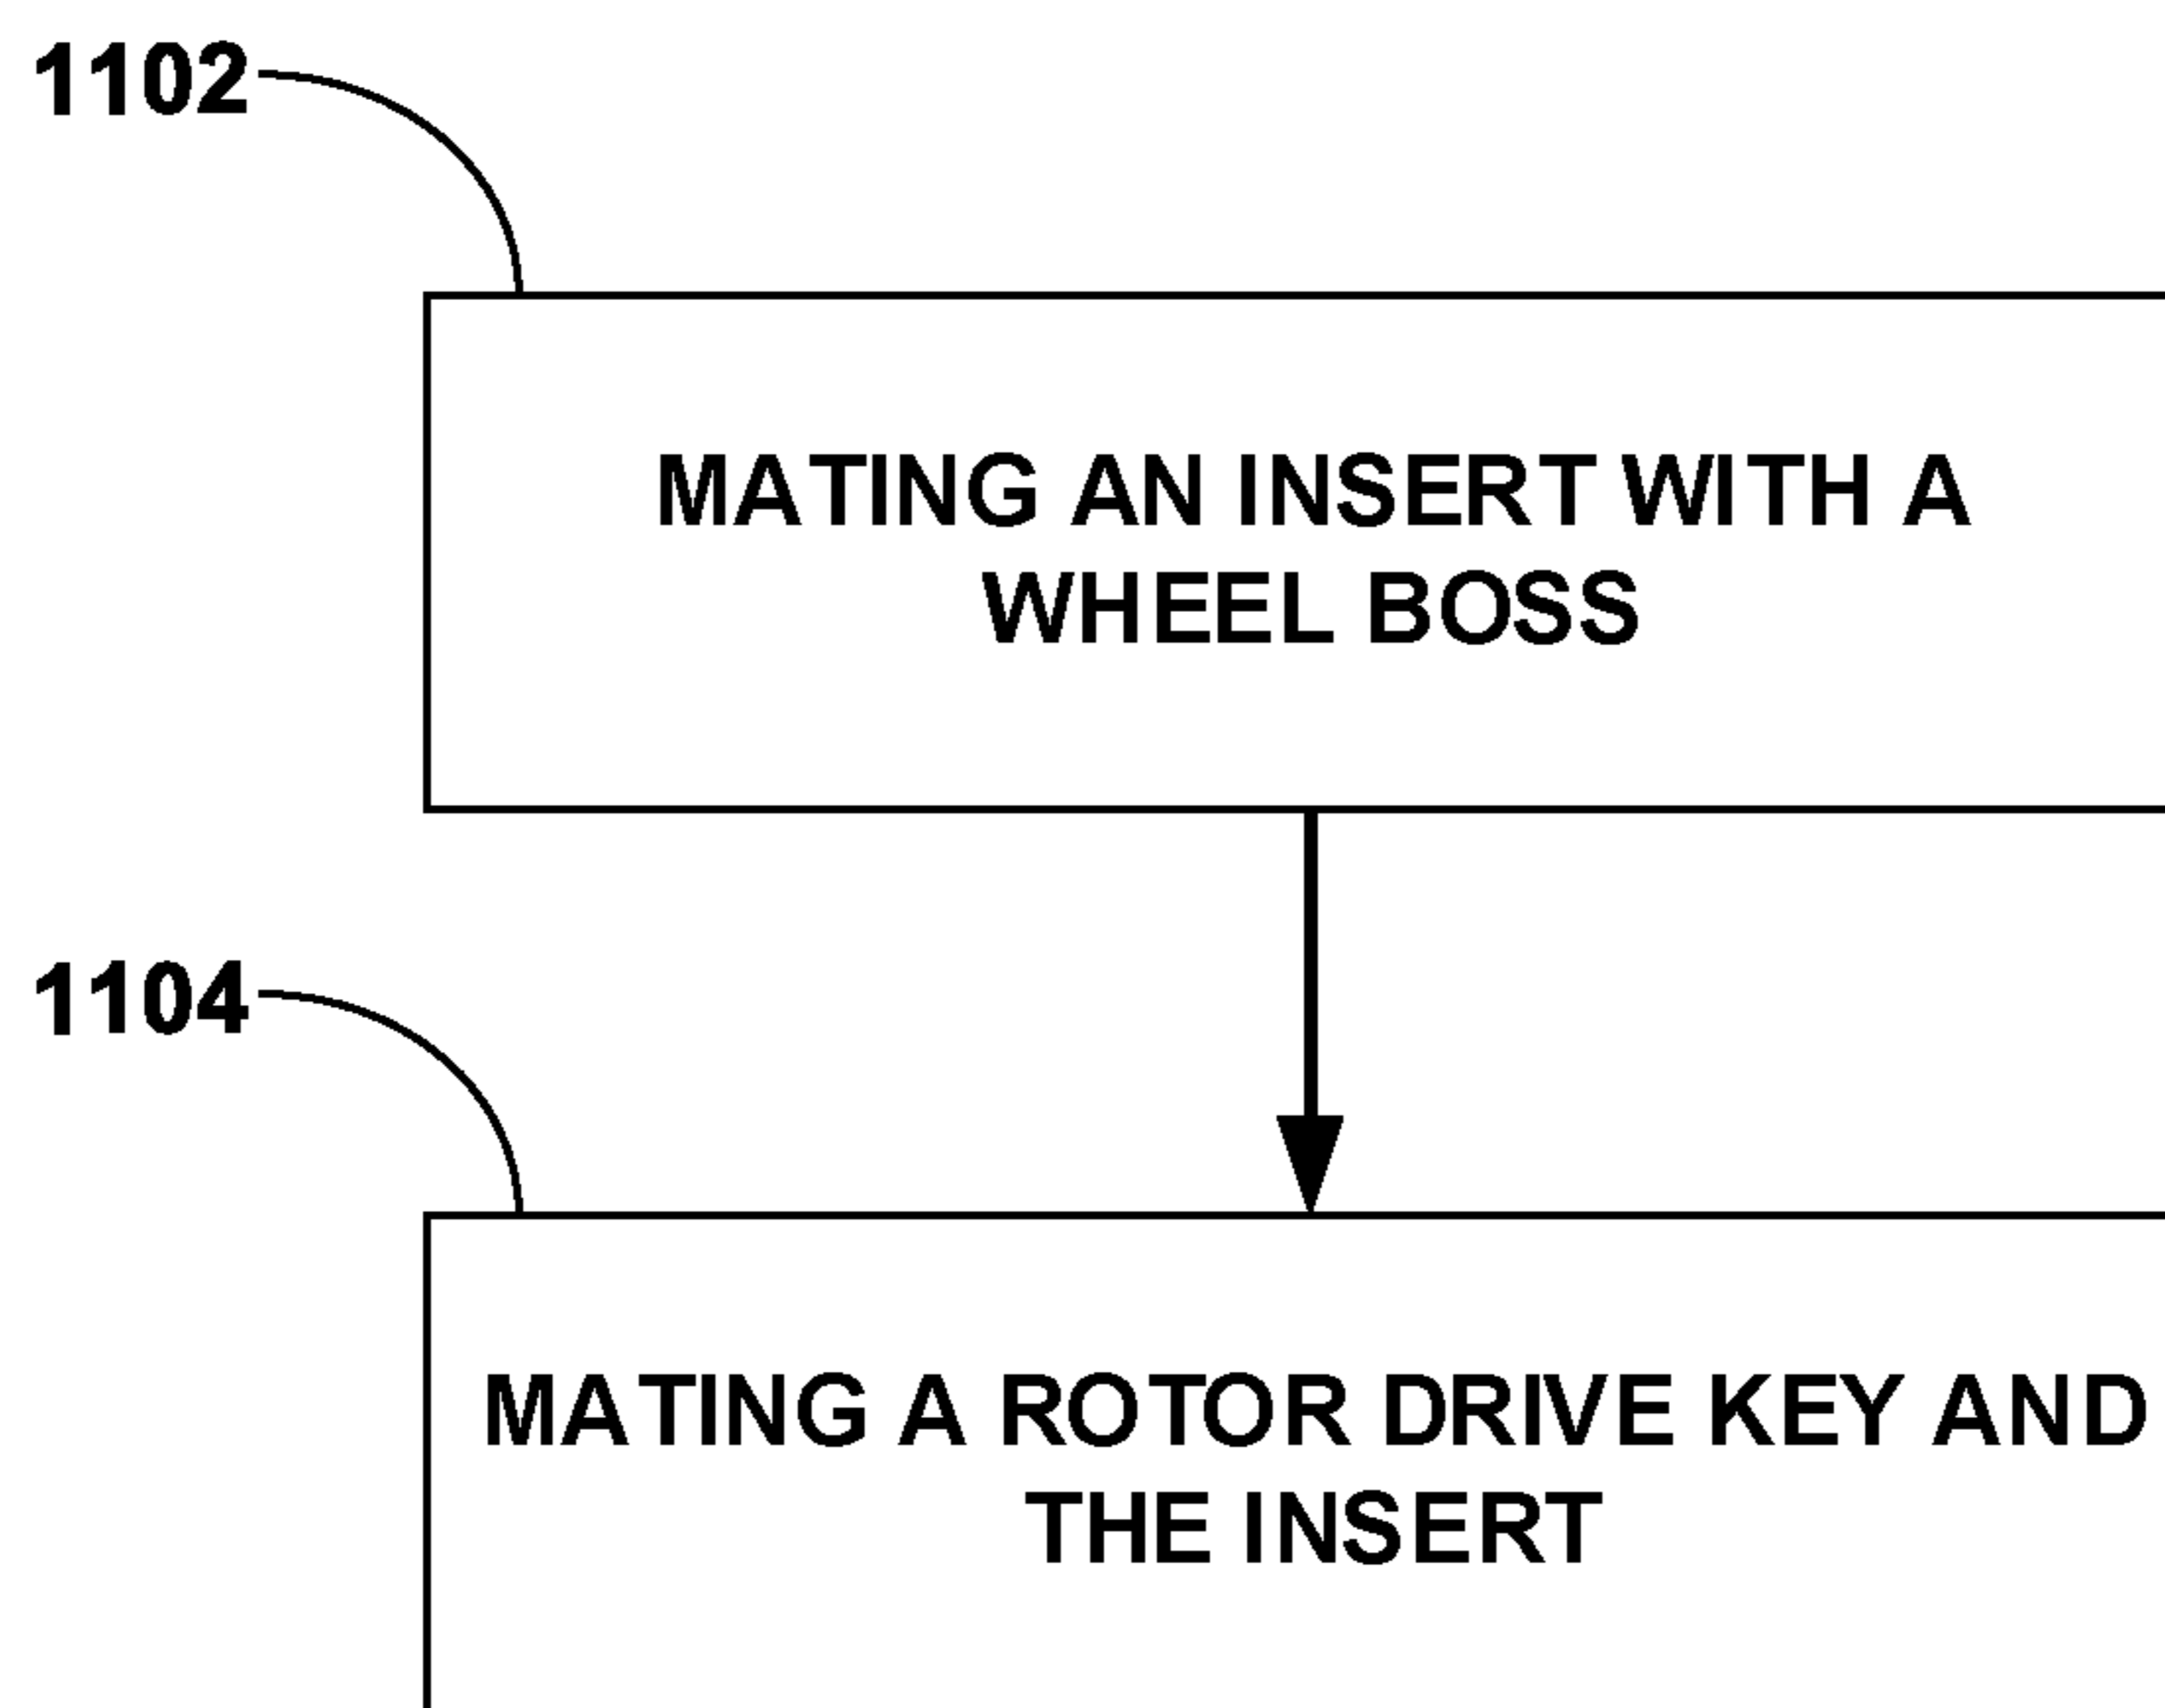 1102
MATING AN INSERT WITH A
WHEEL BOSS
1104
MATING A ROTOR DRIVE KEY AND
THE INSERT